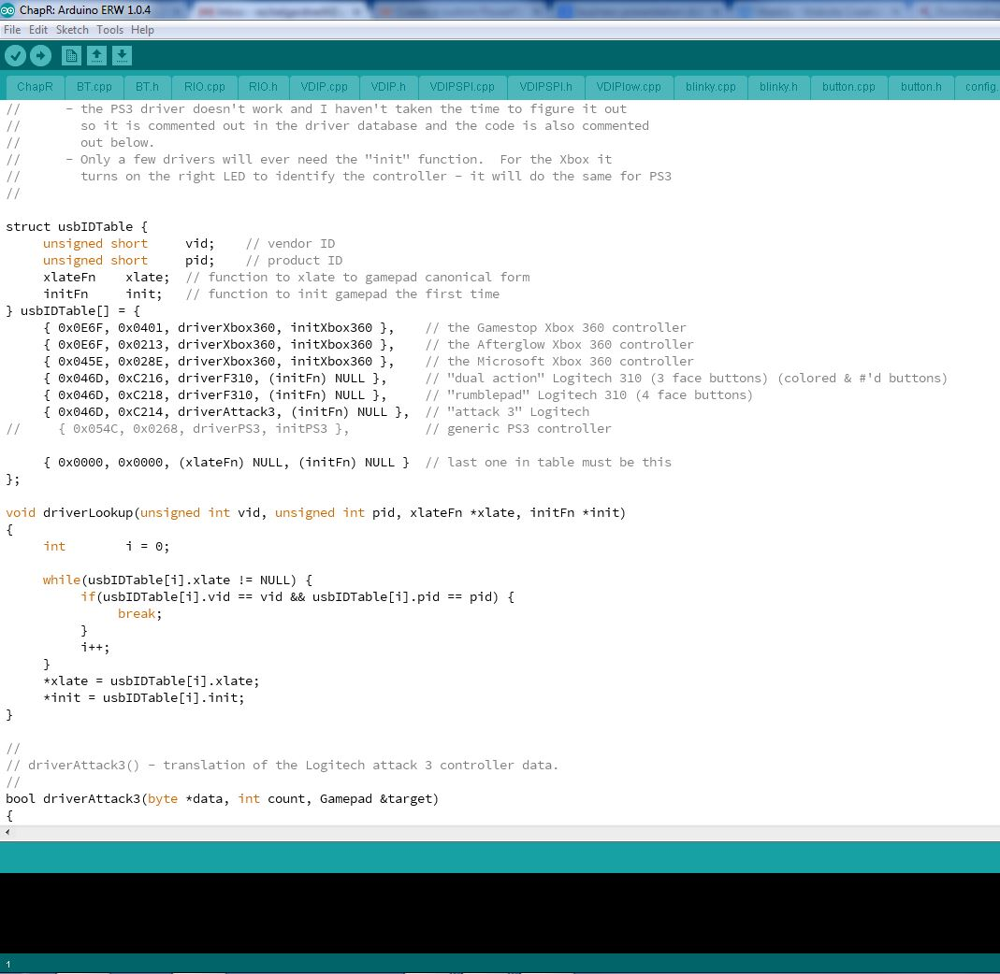 ChapR: Arduino ERW 1.0.4
File Edit Sketch Tools Help
ChapR BT.cpp BT.h RIO.cpp RIO.h VDIP.cpp VDIP.h VDIPSPI.cpp VDIPSPI.h VDIPlow.cpp blinky.cpp blinky.h button.cpp button.h config.
// - the PS3 driver doesn't work and I haven't taken the time to figure it out
// so it is commented out in the driver database and the code is also commented
// out below.
// - Only a few drivers will ever need the "init" function. For the Xbox it
// turns on the right LED to identify the controller - it will do the same for PS3
//
struct usbIDTable {
unsigned short vid; // vendor ID
unsigned short pid; // product ID
xlateFn xlate; // function to xlate to gamepad canonical form
initFn init; // function to init gamepad the first time
} usbIDTable[] = {
{ 0x0E6F, 0x0401, driverXbox360, initXbox360 }, // the Gamestop Xbox 360 controller
{ 0x0E6F, 0x0213, driverXbox360, initXbox360 }, // the Afterglow Xbox 360 controller
{ 0x045E, 0x028E, driverXbox360, initXbox360 }, // the Microsoft Xbox 360 controller
{ 0x046D, 0xC216, driverF310, (initFn) NULL }, // "dual action" Logitech 310 (3 face buttons) (colored & #'d buttons)
{ 0x046D, 0xC218, driverF310, (initFn) NULL }, // "rumblepad" Logitech 310 (4 face buttons)
{ 0x046D, 0xC214, driverAttack3, (initFn) NULL }, // "attack 3" Logitech
// { 0x054C, 0x0268, driverPS3, initPS3 }, // generic PS3 controller
{ 0x0000, 0x0000, (xlateFn) NULL, (initFn) NULL } // last one in table must be this
};
void driverLookup(unsigned int vid, unsigned int pid, xlateFn *xlate, initFn *init)
{
int i = 0;
while(usbIDTable[i].xlate != NULL) {
if(usbIDTable[i].vid == vid && usbIDTable[i].pid == pid) {
break;
}
i++;
}
*xlate = usbIDTable[i].xlate;
*init = usbIDTable[i].init;
}
//
// driverAttack3() - translation of the Logitech attack 3 controller data.
//
bool driverAttack3(byte *data, int count, Gamepad &target)
{
1